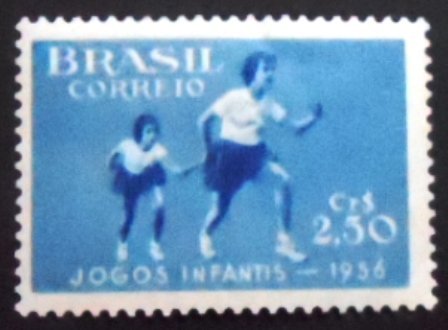 BRASIL
CORREIO
Cr$
2,50
JOGOS INFANTIS — 1956